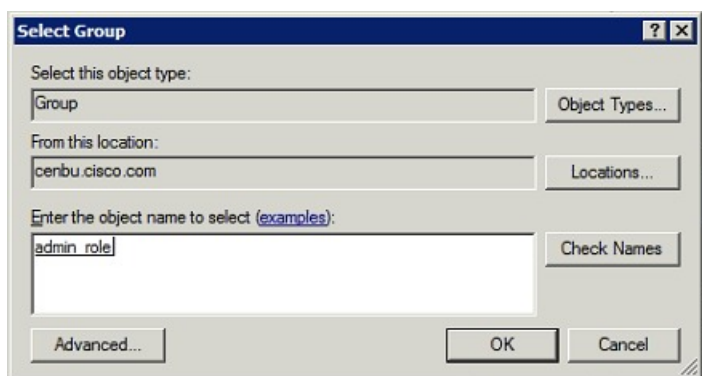 Select Group
? X
Select this object type:
Group
Object Types...
From this location:
cenbu.cisco.com
Locations...
Enter the object name to select (examples):
admin_role
Check Names
Advanced...
OK
Cancel